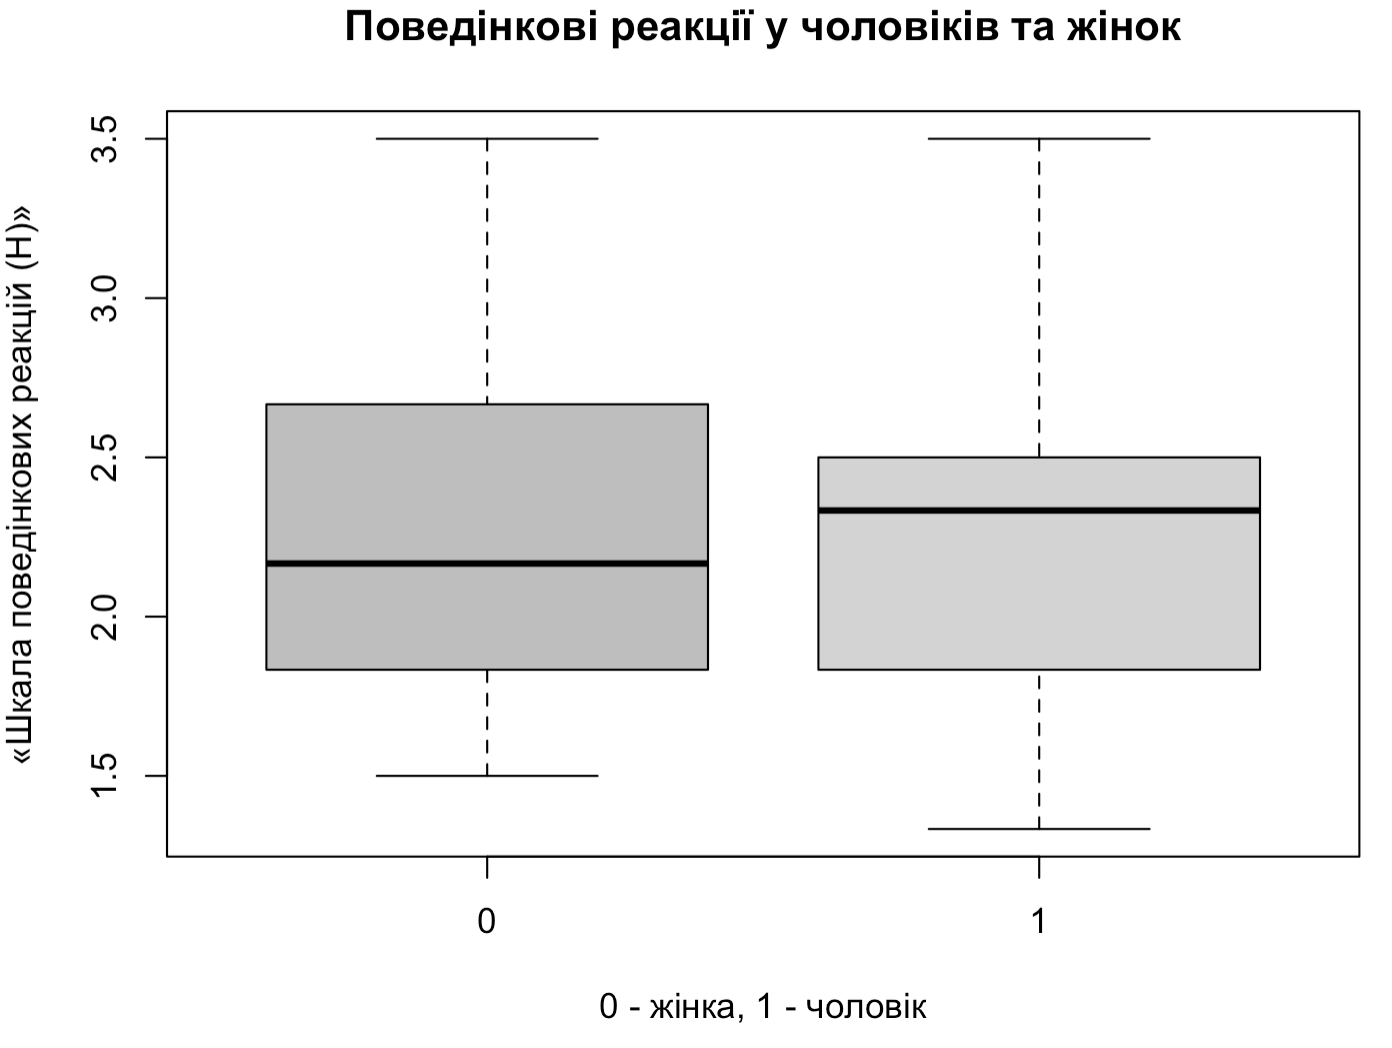 Поведінкові реакції у чоловіків та жінок
«Шкала поведінкових реакцій (Н)»
3.5
3.0
2.5
2.0
1.5
0
1
0 - жінка, 1 - чоловік